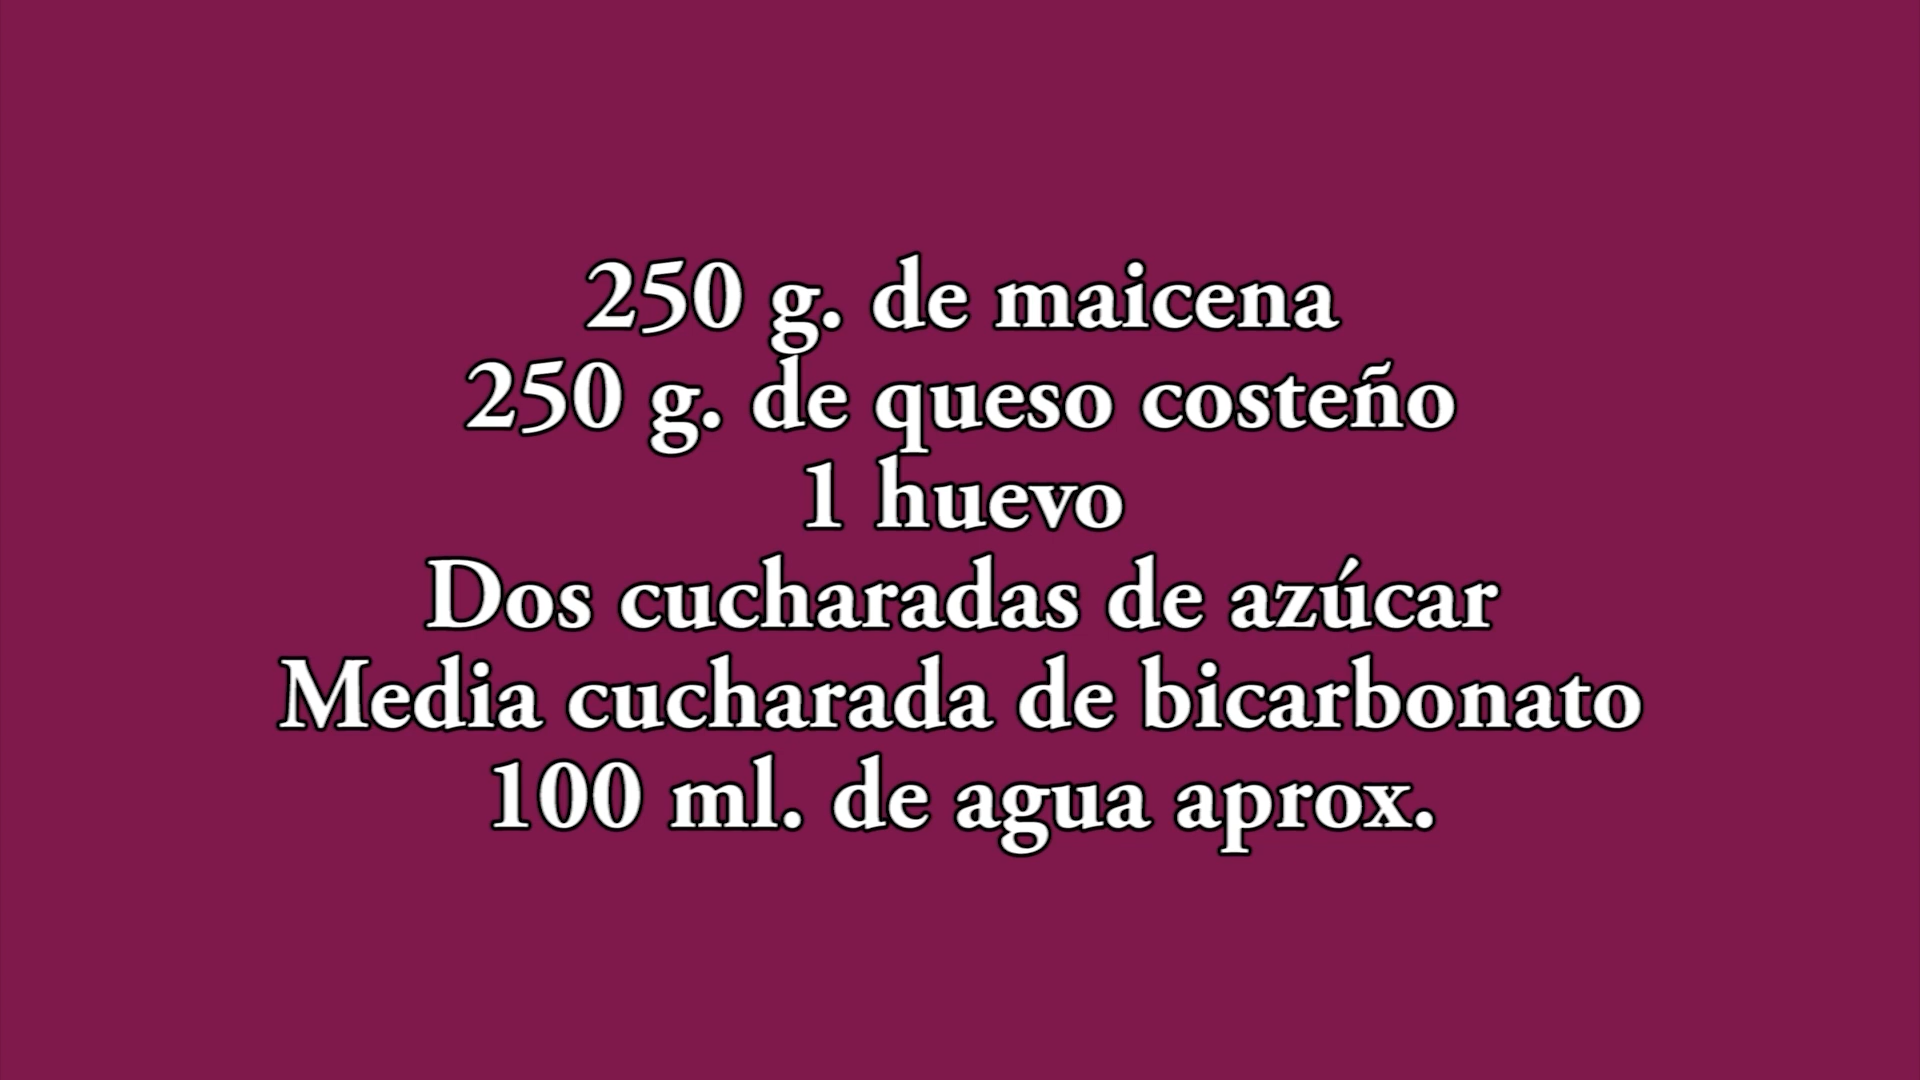 250 g. de maicena
250 g. de queso costeño
1 huevo
Dos cucharadas de azúcar
Media cucharada de bicarbonato
100 ml. de agua aprox.